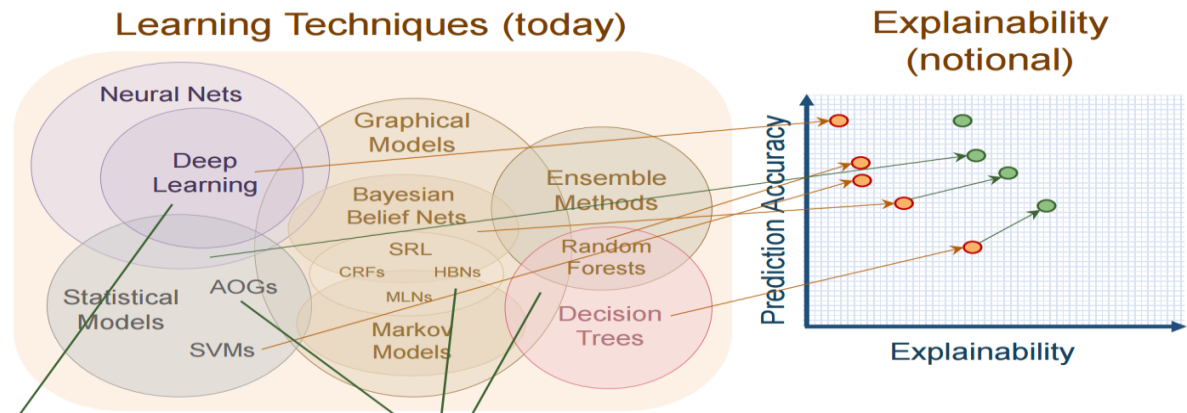 Learning Techniques (today)
Neural Nets
Deep
Learning
Graphical
Models
Bayesian
Belief Nets
SRL
CRFs
HBNs
MLNs
Markov
Models
Ensemble
Methods
Random
Forests
Decision
Trees
Statistical
Models
AOGs
SVMs
Explainability
(notional)
Prediction Accuracy
Explainability